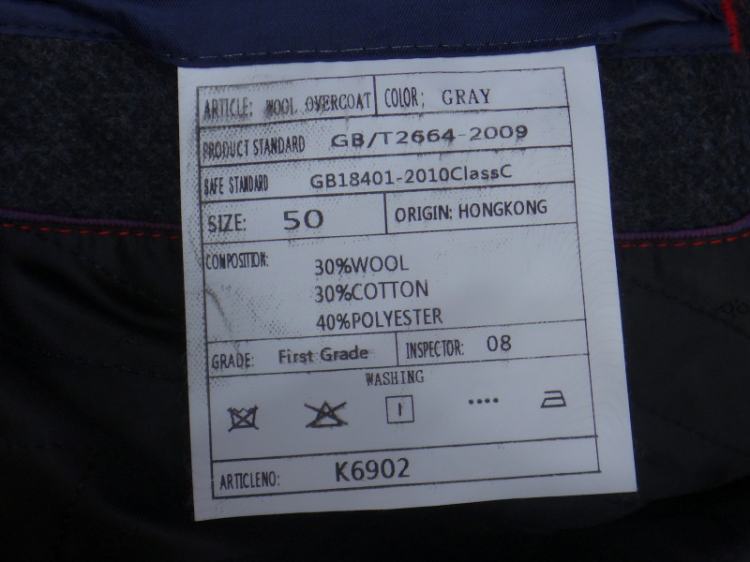 ARTICLE: WOOL OVERCOAT COLOR; GRAY
PRODUCT STANDARD GB/T2664-2009
SAFE STANDARD GB18401-2010ClassC
SIZE: 50 ORIGIN: HONGKONG
COMPOSITION: 30%WOOL
30%COTTON
40%POLYESTER
GRADE: First Grade INSPECTOR: 08
WASHING
ARTICLENO: K6902